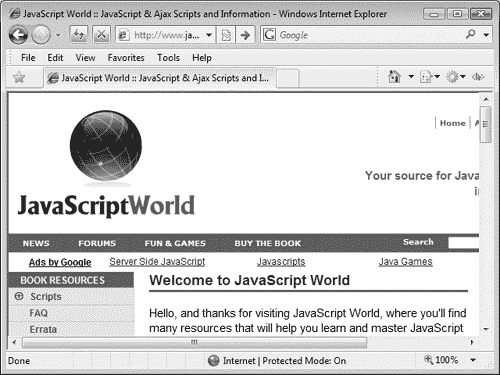 JavaScript World :: JavaScript & Ajax Scripts and Information - Windows Internet Explorer
http://www.ja...
Google
File Edit View Favorites Tools Help
JavaScript World :: JavaScript & Ajax Scripts and I...
Home
Your source for Java
JavaScriptWorld
NEWS FORUMS FUN & GAMES BUY THE BOOK Search
Ads by Google Server Side JavaScript Javascripts Java Games
BOOK RESOURCES
Scripts
FAQ
Errata
Welcome to JavaScript World
Hello, and thanks for visiting JavaScript World, where you'll find
many resources that will help you learn and master JavaScript
Done Internet | Protected Mode: On 100%